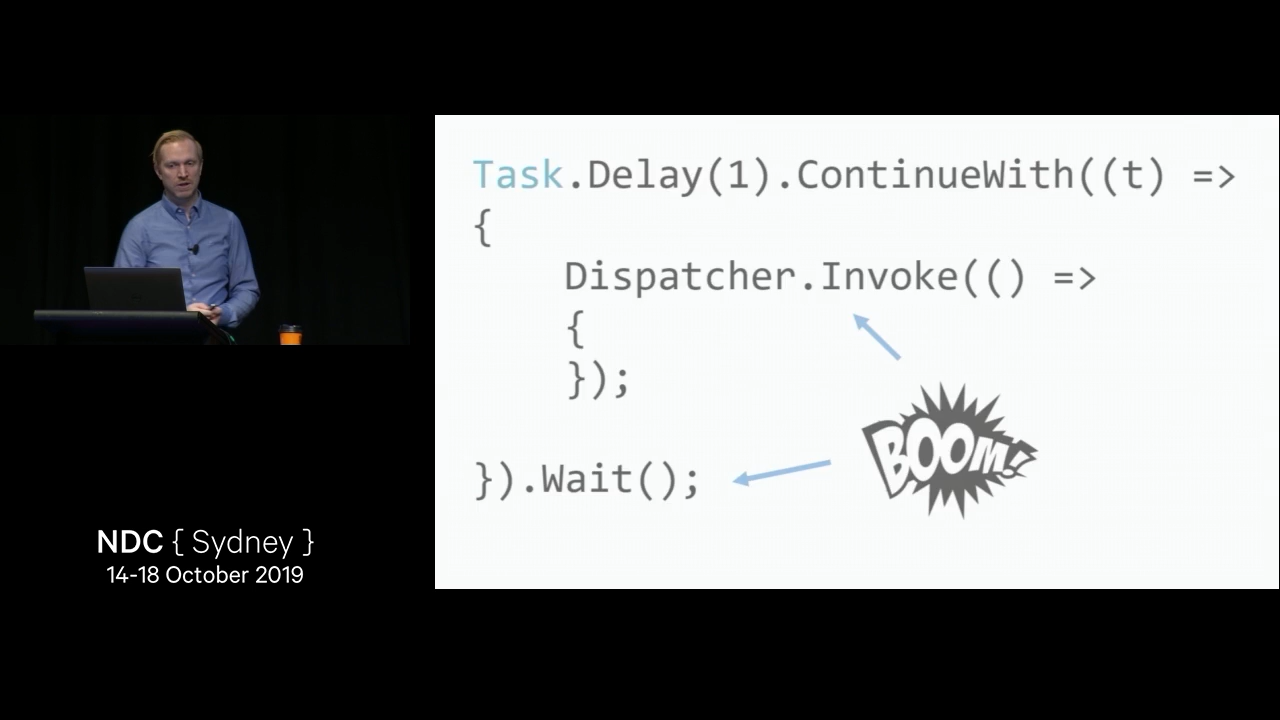 Task.Delay(1).ContinueWith((t) =>
{
    Dispatcher.Invoke(() =>
    {
    });
}).Wait();
BOOM!
NDC { Sydney }
14-18 October 2019